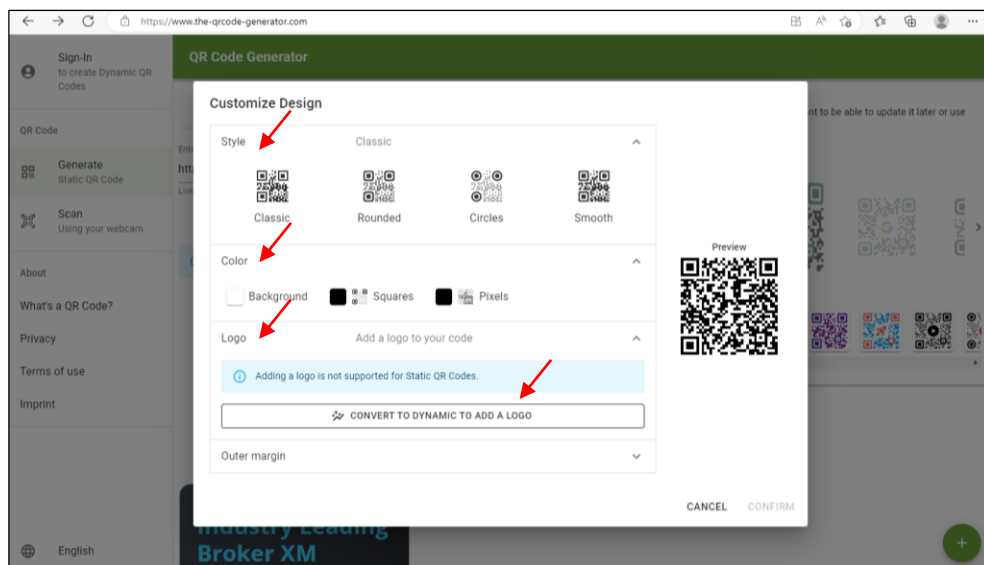 https://www.the-qrcode-generator.com
Sign-In
to create Dynamic QR
Codes
QR Code
Generate
Static QR Code
Scan
Using your webcam
About
What's a QR Code?
Privacy
Terms of use
Imprint
English
QR Code Generator
nt to be able to update it later or use
Ente
htt
Lin
Customize Design
Style
Classic
Classic
Rounded
Circles
Smooth
Color
Background
Squares
Pixels
Logo
Add a logo to your code
Adding a logo is not supported for Static QR Codes.
CONVERT TO DYNAMIC TO ADD A LOGO
Outer margin
Preview
CANCEL
CONFIRM
Industry Leading
Broker XM